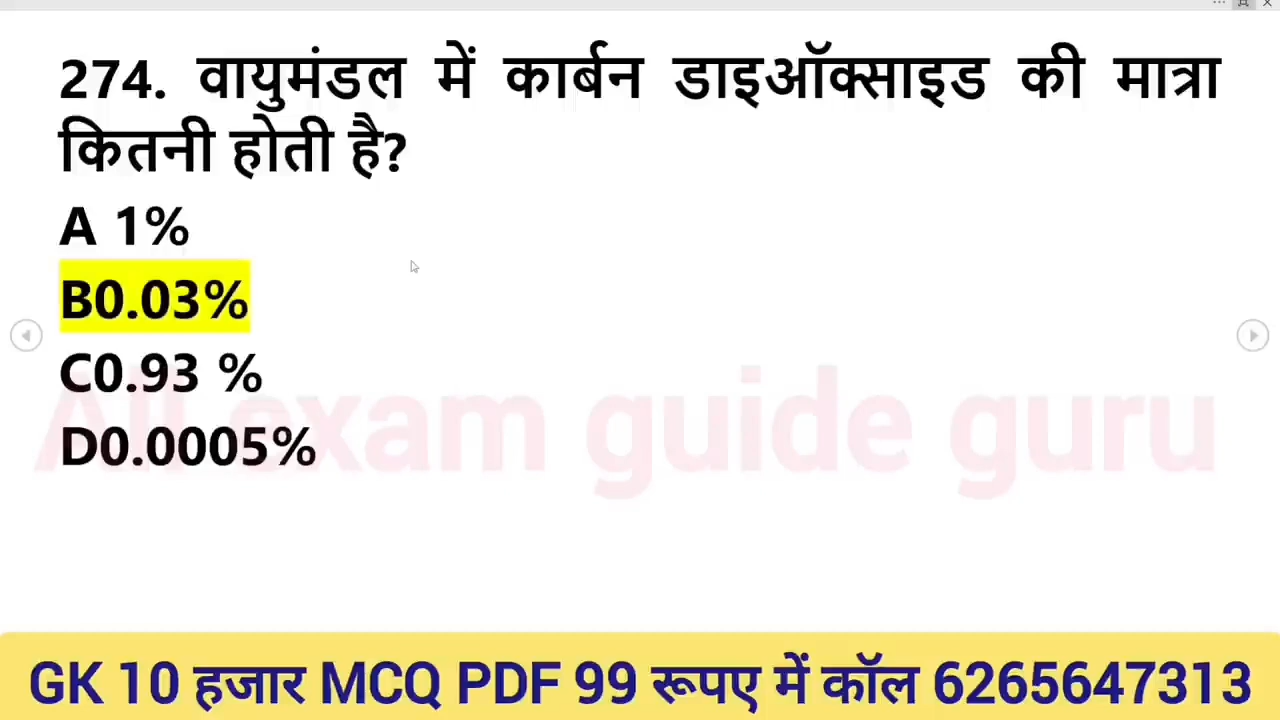 274. वायुमंडल में कार्बन डाइऑक्साइड की मात्रा
कितनी होती है?
A 1%
B0.03%
C0.93 %
D0.0005%
All exam guide guru
GK 10 हजार MCQ PDF 99 रूपए में कॉल 6265647313